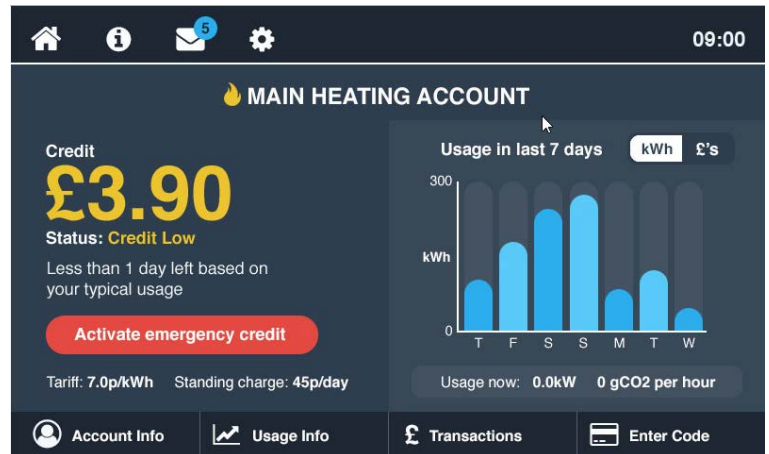 5
09:00
MAIN HEATING ACCOUNT
Credit
£3.90
Status: Credit Low
Less than 1 day left based on
your typical usage
Activate emergency credit
Tariff: 7.0p/kWh Standing charge: 45p/day
Usage in last 7 days kWh £'s
300
kWh
0
T F S S M T W
Usage now: 0.0kW 0 gCO2 per hour
Account Info Usage Info £ Transactions Enter Code